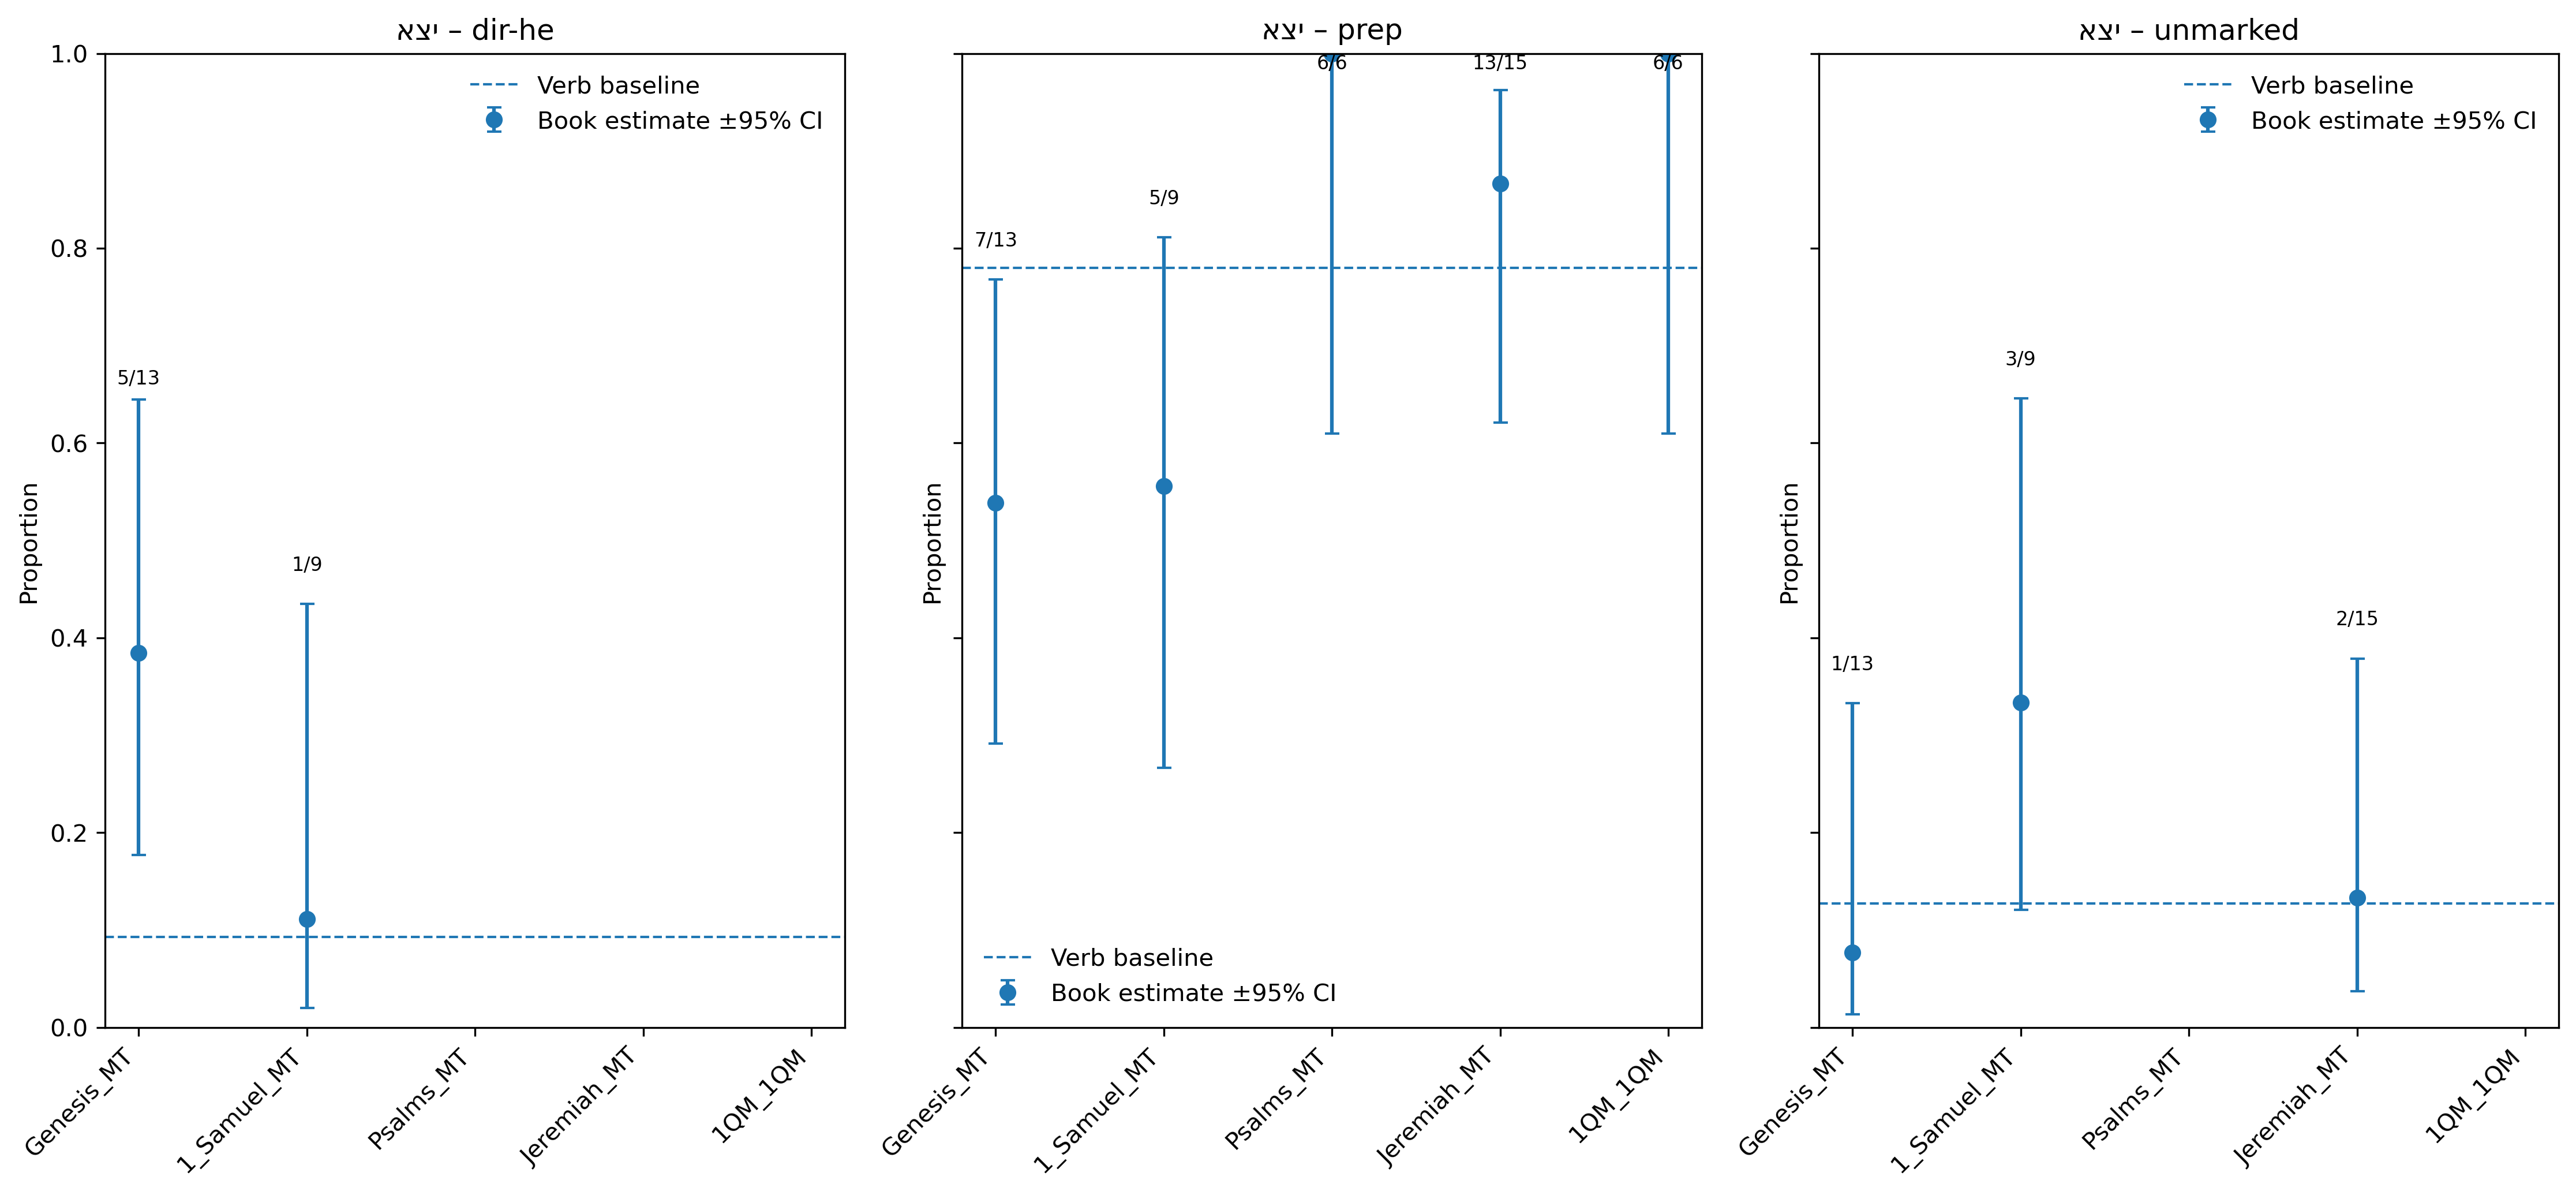 יצא – dir-he
Proportion
1.0
0.8
0.6
0.4
0.2
0.0
Verb baseline
Book estimate ±95% CI
5/13
1/9
Genesis_MT
1_Samuel_MT
Psalms_MT
Jeremiah_MT
1QM_1QM
יצא – prep
Proportion
7/13
5/9
6/6
13/15
6/6
Verb baseline
Book estimate ±95% CI
Genesis_MT
1_Samuel_MT
Psalms_MT
Jeremiah_MT
1QM_1QM
יצא – unmarked
Proportion
Verb baseline
Book estimate ±95% CI
1/13
3/9
2/15
Genesis_MT
1_Samuel_MT
Psalms_MT
Jeremiah_MT
1QM_1QM